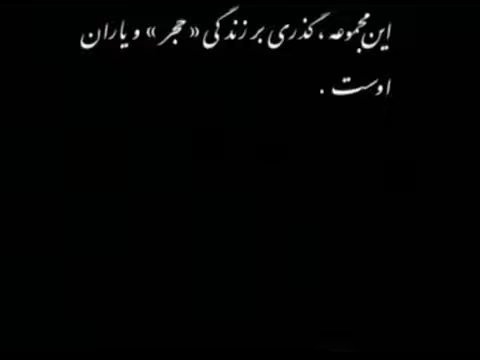 این مجموعه ، گذری بر زندگی « حجر » و یاران
اوست .